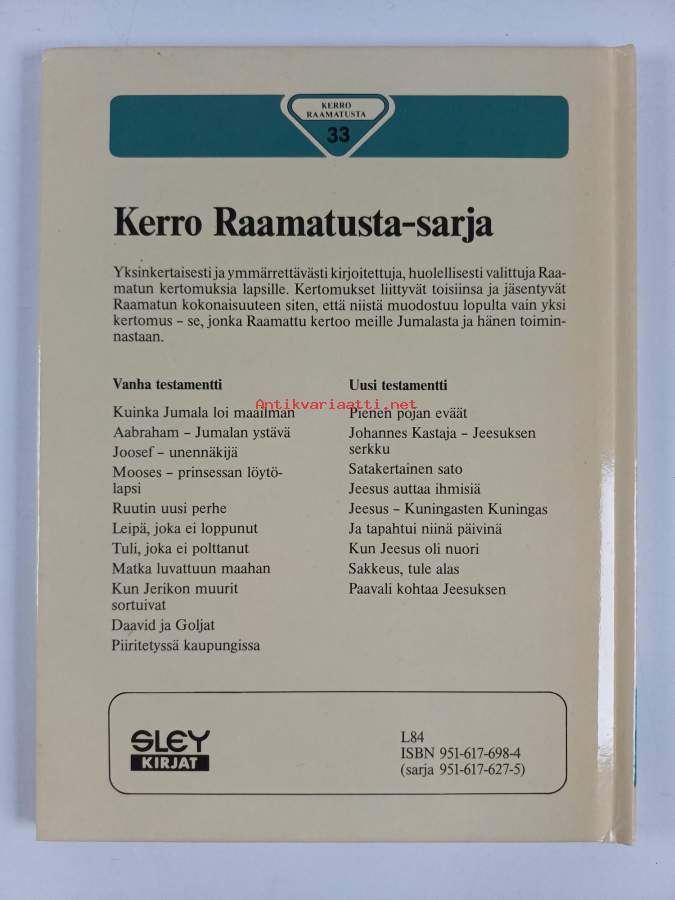 KERRO
RAAMATUSTA
33
Kerro Raamatusta-sarja
Yksinkertaisesti ja ymmärrettävästi kirjoitettuja, huolellisesti valittuja Raa-
matun kertomuksia lapsille. Kertomukset liittyvät toisiinsa ja jäsentyvät
Raamatun kokonaisuuteen siten, että niistä muodostuu lopulta vain yksi
kertomus – se, jonka Raamattu kertoo meille Jumalasta ja hänen toimin-
nastaan.
Vanha testamentti
Kuinka Jumala loi maailman
Aabraham – Jumalan ystävä
Joosef – unennäkijä
Mooses – prinsessan löytö-
lapsi
Ruutin uusi perhe
Leipä, joka ei loppunut
Tuli, joka ei polttanut
Matka luvattuun maahan
Kun Jerikon muurit
sortuivat
Daavid ja Goljat
Piiritetyssä kaupungissa
Uusi testamentti
Pienen pojan eväät
Johannes Kastaja – Jeesuksen
serkku
Satakertainen sato
Jeesus auttaa ihmisiä
Jeesus – Kuningasten Kuningas
Ja tapahtui niinä päivinä
Kun Jeesus oli nuori
Sakkeus, tule alas
Paavali kohtaa Jeesuksen
Antikvariaatti.net
SLEY
KIRJAT
L84
ISBN 951-617-698-4
(sarja 951-617-627-5)